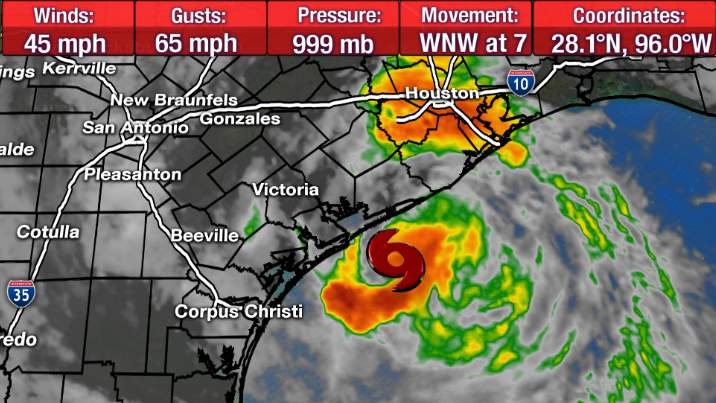 Winds: Gusts: Pressure: Movement: Coordinates:
45 mph 65 mph 999 mb WNW at 7 28.1°N, 96.0°W
ings Kerrville
Houston
10
New Braunfels
San Antonio Gonzales
alde
Pleasanton
Victoria
Cotulla
Beeville
35
Corpus Christi
redo